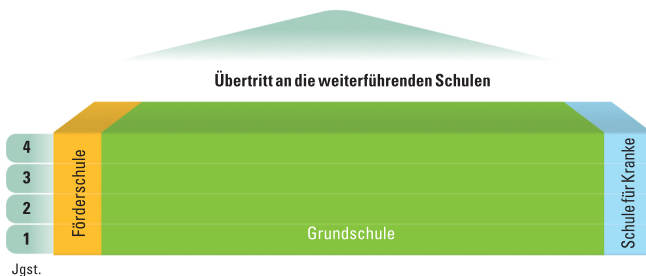 Übertritt an die weiterführenden Schulen
4
3
2
1
Jgst.
Förderschule
Grundschule
Schule für Kranke